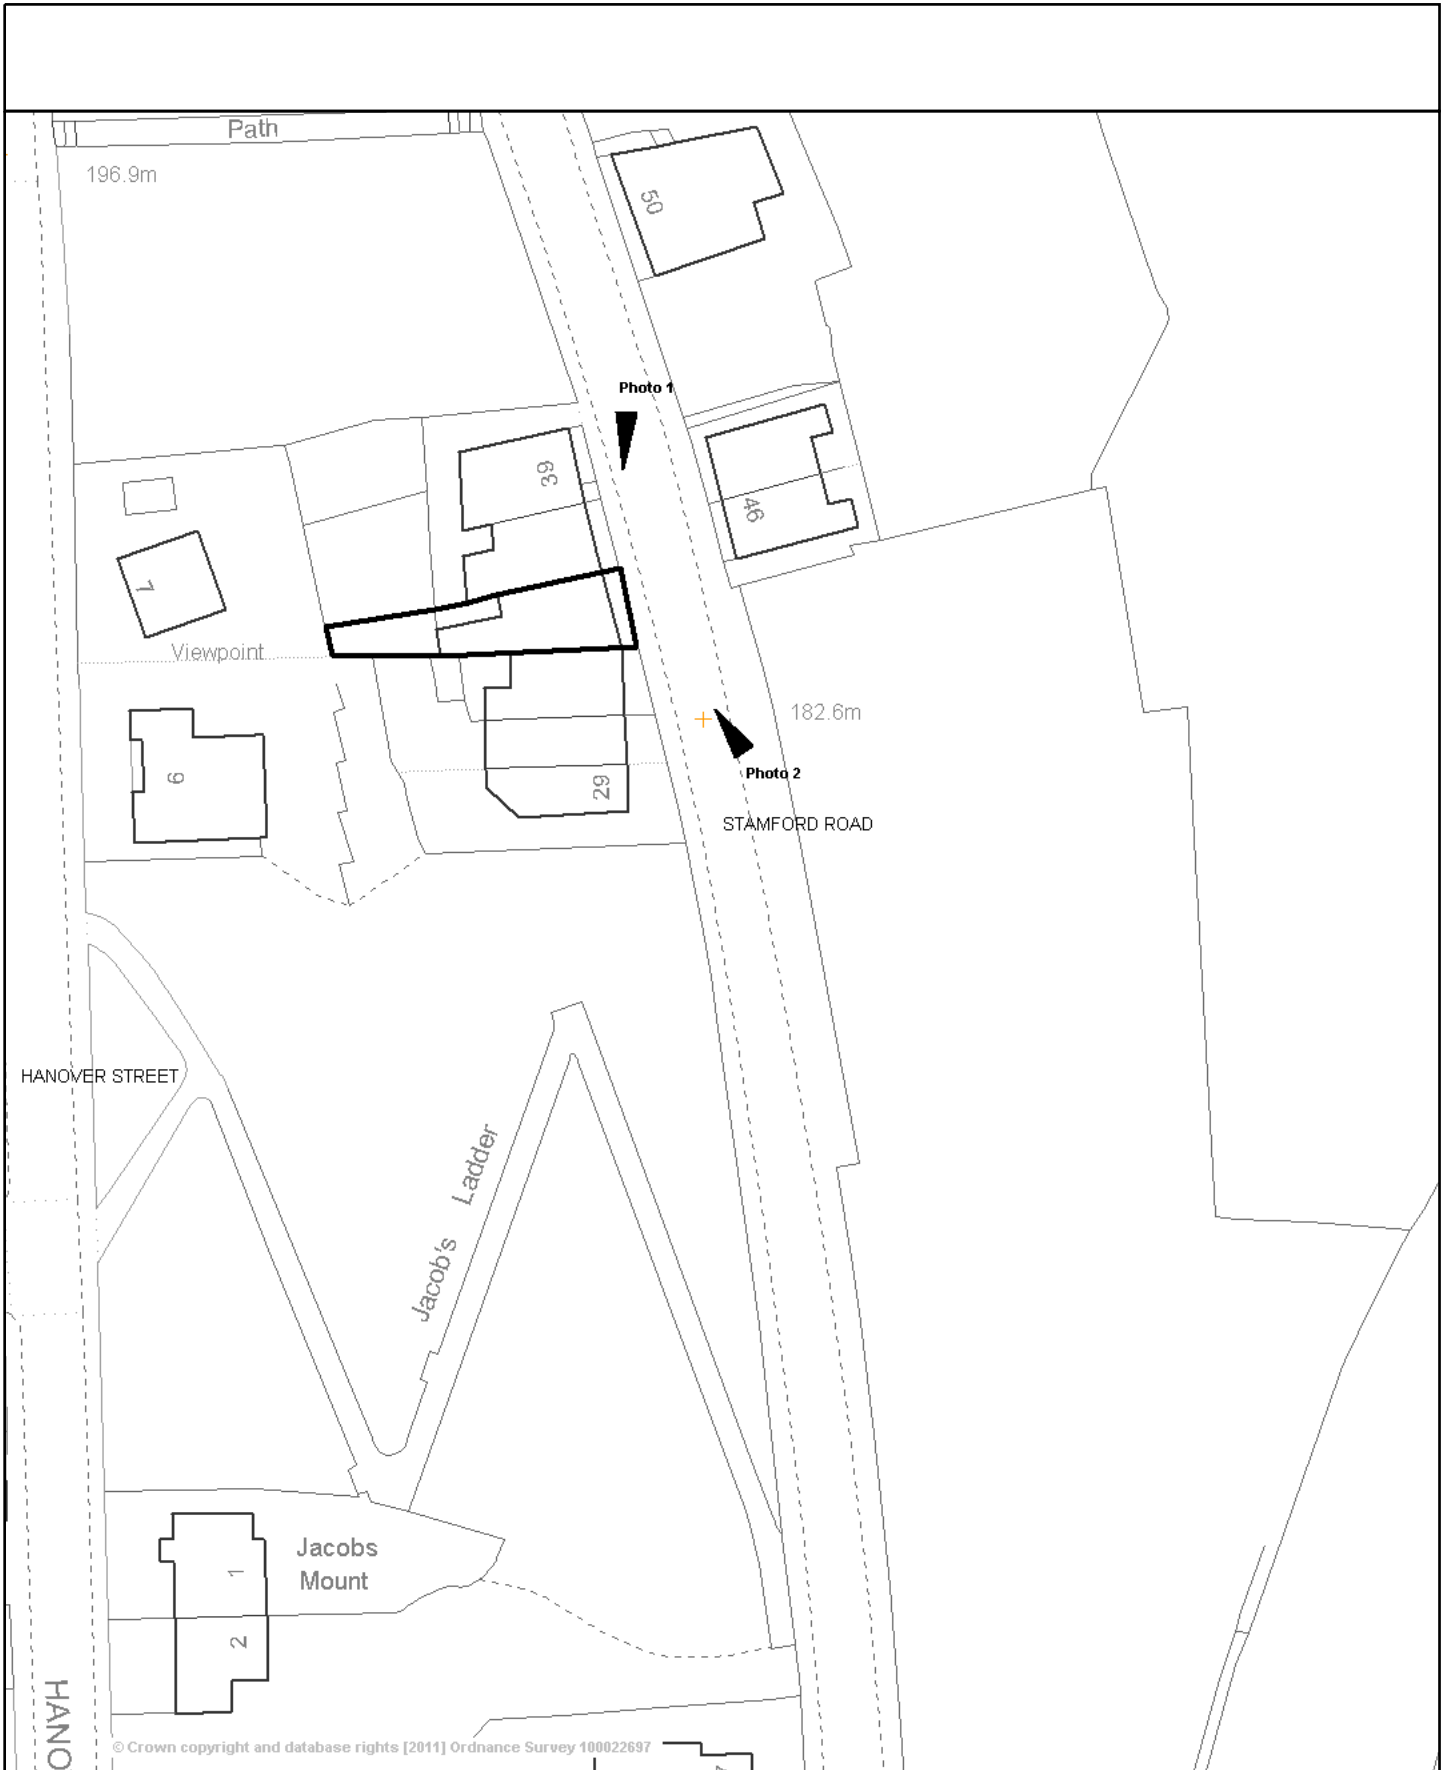 Path
196.9m
50
Photo 1
39
46
7
Viewpoint
182.6m
6
Photo 2
29
STAMFORD ROAD
HANOVER STREET
Jacob's Ladder
Jacobs
Mount
1
2
HANO
© Crown copyright and database rights [2011] Ordnance Survey 100022697